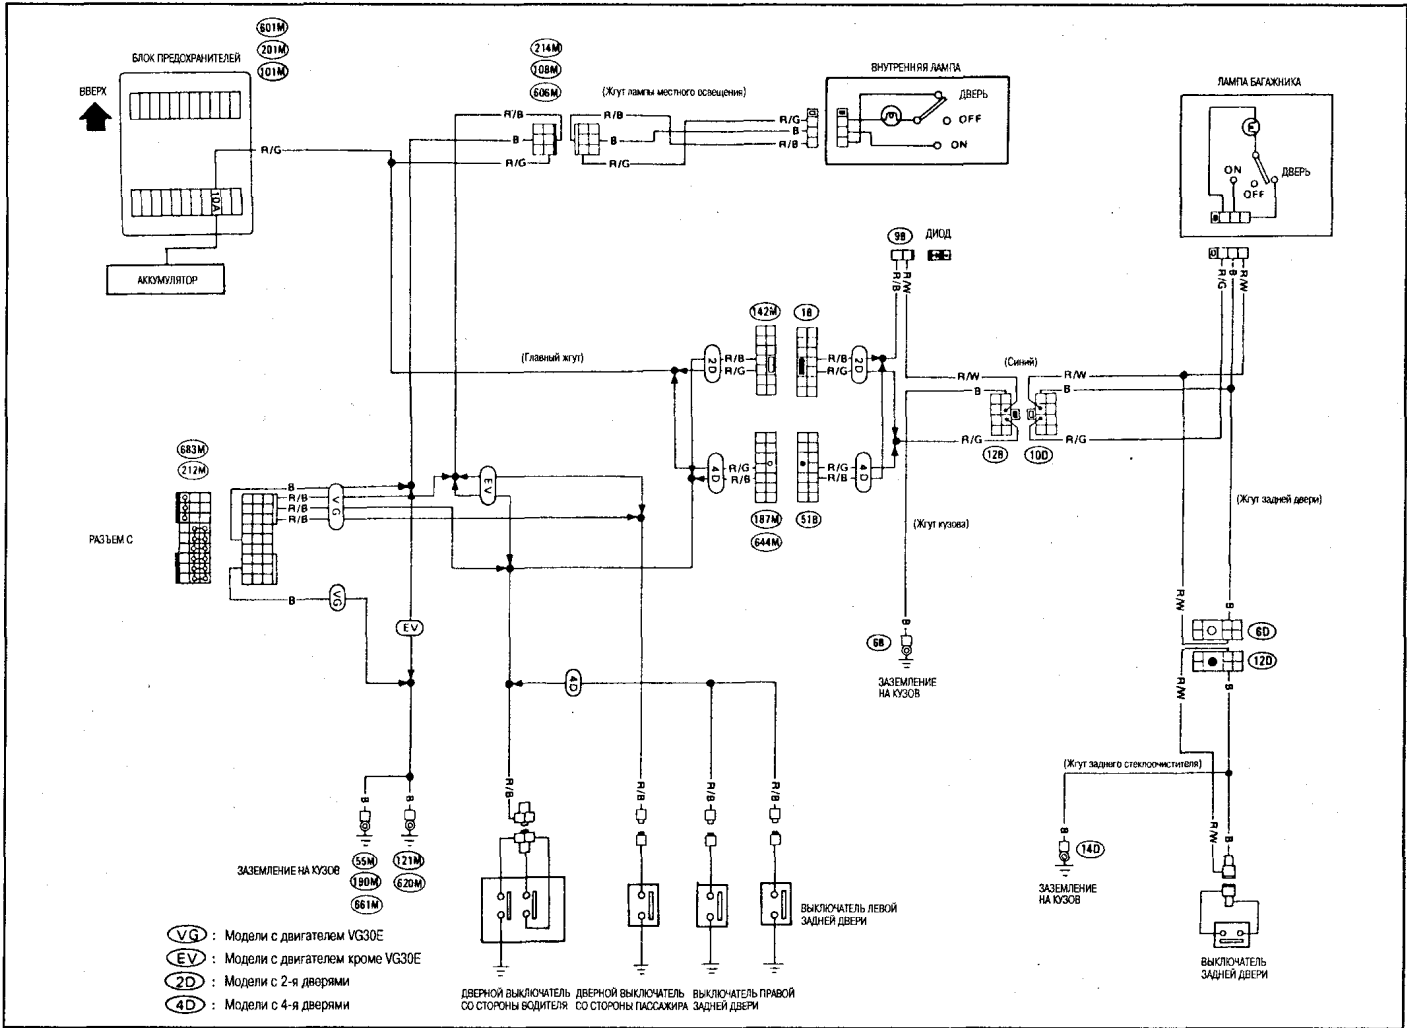 601M
201M
101M
БЛОК ПРЕДОХРАНИТЕЛЕЙ
ВВЕРХ
R/G
10A
АККУМУЛЯТОР
214M
108M
606M
(Жгут лампы местного освещения)
R/B
R/B
B
B
R/G
R/G
R/G
B
R/B
ВНУТРЕННЯЯ ЛАМПА
ДВЕРЬ
OFF
ON
ЛАМПА БАГАЖНИКА
ON
OFF
ДВЕРЬ
R/G
B
R/W
9B
ДИОД
R/B
R/W
142M
1B
(Главный жгут)
2D
R/B
R/G
R/B
R/G
2D
(Синий)
R/W
R/W
B
B
R/G
R/G
12B
10D
4D
R/G
R/B
R/G
R/B
4D
187M
644M
51B
(Жгут кузова)
(Жгут задней двери)
683M
212M
РАЗЪЕМ С
B
R/B
R/B
R/B
VG
EV
B
VG
EV
4D
B
6B
ЗАЗЕМЛЕНИЕ
НА КУЗОВ
R/W
B
6D
12D
R/W
B
(Жгут заднего стеклоочистителя)
B
14D
ЗАЗЕМЛЕНИЕ
НА КУЗОВ
R/W
B
ВЫКЛЮЧАТЕЛЬ
ЗАДНЕЙ ДВЕРИ
B
B
ЗАЗЕМЛЕНИЕ НА КУЗОВ
55M
190M
661M
121M
620M
R/B
R/B
R/B
R/B
ВЫКЛЮЧАТЕЛЬ ЛЕВОЙ
ЗАДНЕЙ ДВЕРИ
ДВЕРНОЙ ВЫКЛЮЧАТЕЛЬ
СО СТОРОНЫ ВОДИТЕЛЯ
ДВЕРНОЙ ВЫКЛЮЧАТЕЛЬ
СО СТОРОНЫ ПАССАЖИРА
ВЫКЛЮЧАТЕЛЬ ПРАВОЙ
ЗАДНЕЙ ДВЕРИ
VG : Модели с двигателем VG30E
EV : Модели с двигателем кроме VG30E
2D : Модели с 2-я дверями
4D : Модели с 4-я дверями